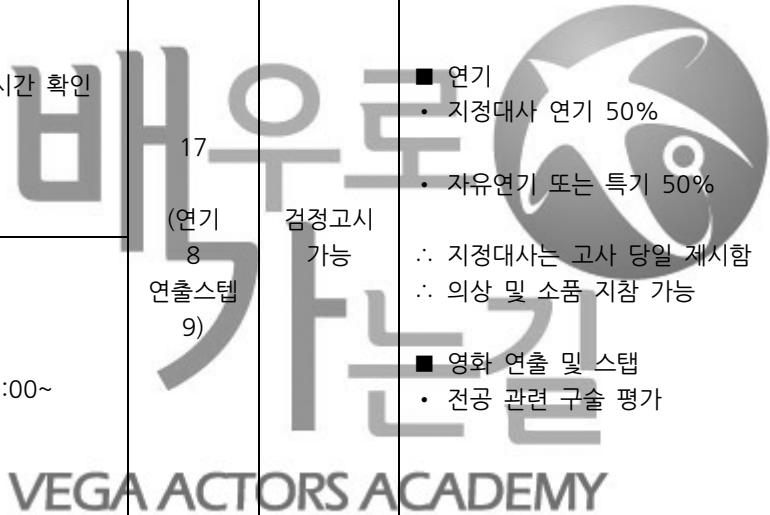 시간 확인
:00~
17
(연기
8
연출스텝
9)
검정고시
가능
■ 연기
• 지정대사 연기 50%
• 자유연기 또는 특기 50%
∴ 지정대사는 고사 당일 제시함
∴ 의상 및 소품 지참 가능
■ 영화 연출 및 스탭
• 전공 관련 구술 평가
배우로
가는길
VEGA ACTORS ACADEMY